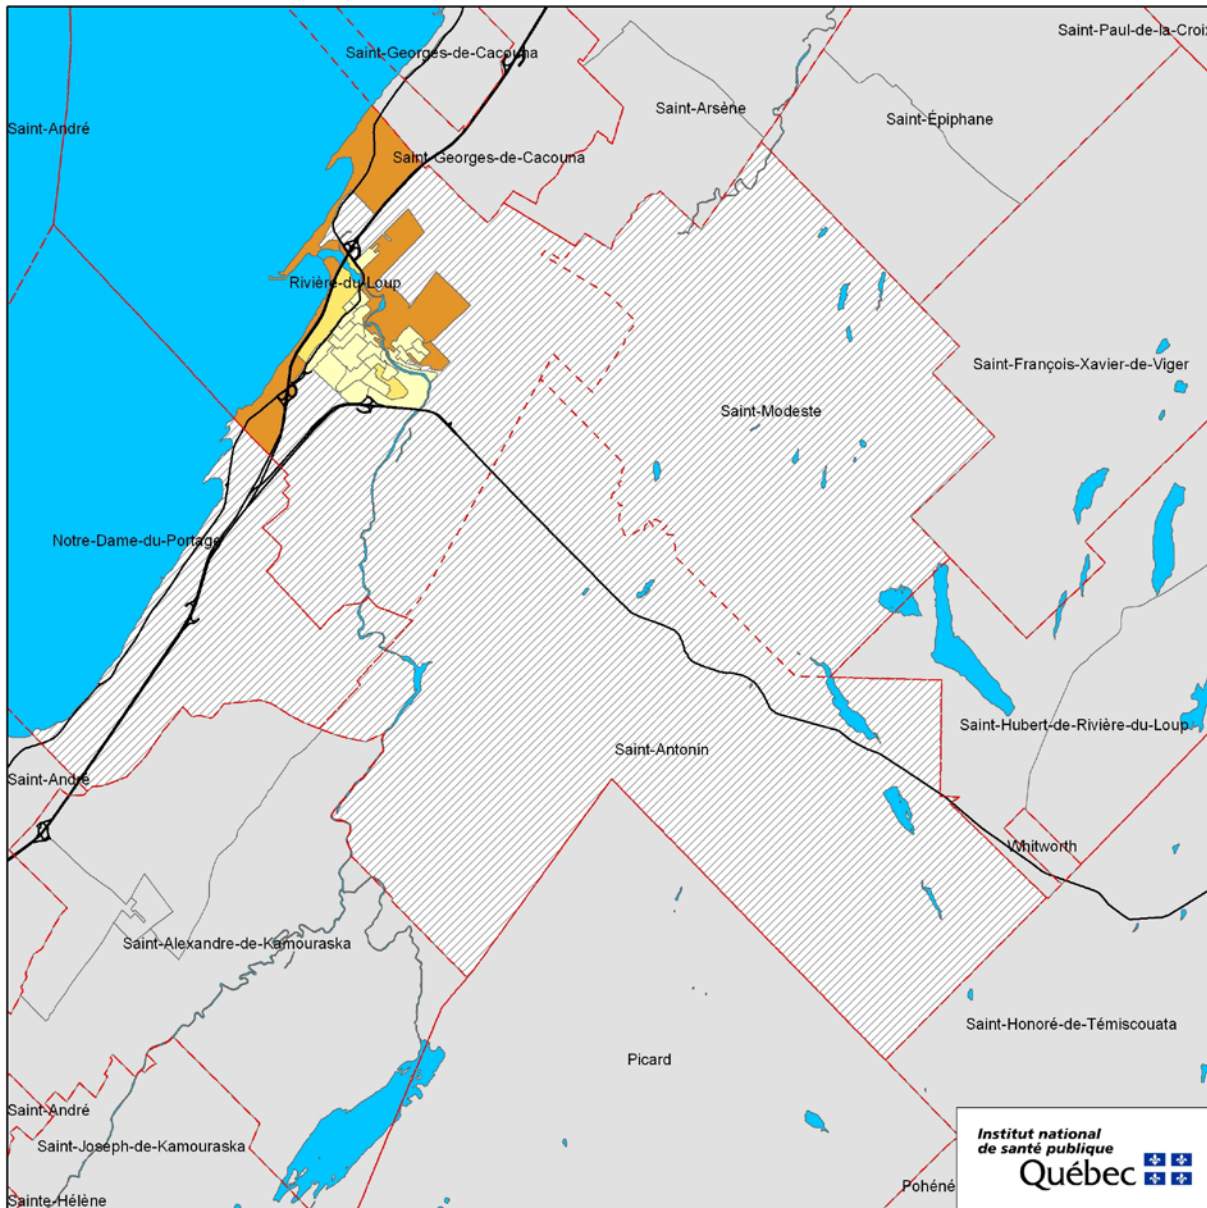 Saint-Paul-de-la-Croix
Saint-Georges-de-Cacouna
Saint-Arsène
Saint-Épiphane
Saint-André
Saint-Georges-de-Cacouna
Rivière-du-Loup
Saint-François-Xavier-de-Viger
Saint-Modeste
Notre-Dame-du-Portage
Saint-Hubert-de-Rivière-du-Loup
Saint-Antonin
Saint-André
Whitworth
Saint-Alexandre-de-Kamouraska
Saint-Honoré-de-Témiscouata
Picard
Saint-André
Saint-Joseph-de-Kamouraska
Pohéné
Sainte-Hélène
Institut national
de santé publique
Québec